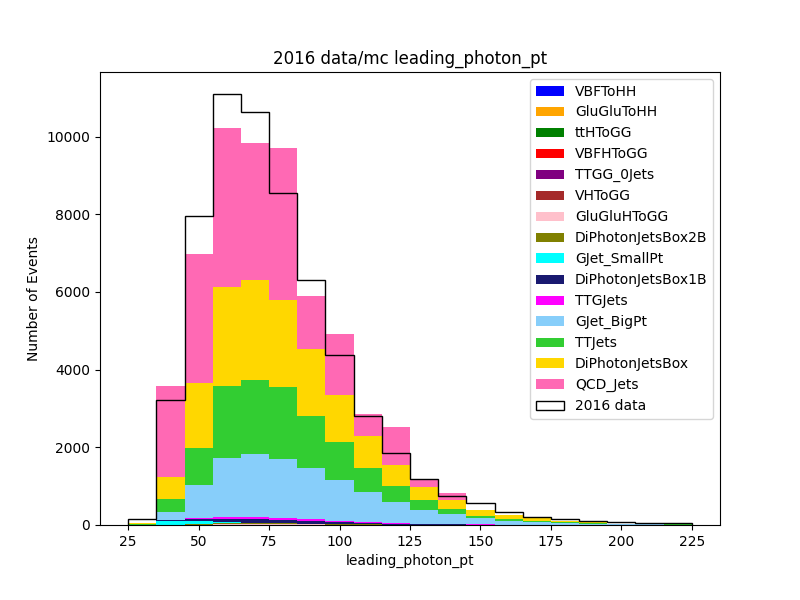 2016 data/mc leading_photon_pt
Number of Events
10000
8000
6000
4000
2000
0
25
50
75
100
125
150
175
200
225
leading_photon_pt
VBFToHH
GluGluToHH
ttHToGG
VBFHToGG
TTGG_0Jets
VHToGG
GluGluHToGG
DiPhotonJetsBox2B
GJet_SmallPt
DiPhotonJetsBox1B
TTGJets
GJet_BigPt
TTJets
DiPhotonJetsBox
QCD_Jets
2016 data